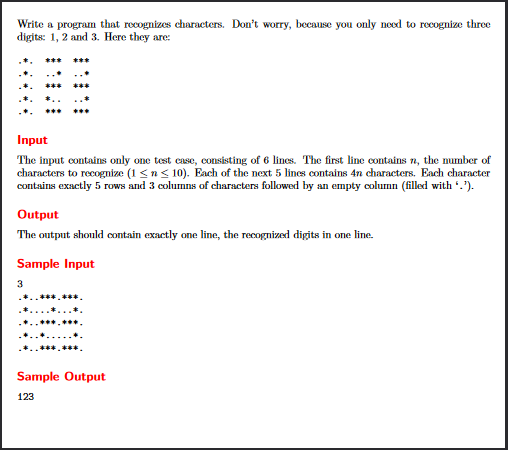 Write a program that recognizes characters. Don't worry, because you only need to recognize three
digits: 1, 2 and 3. Here they are:
.*. *** ***
.*. ..* ..*
.*. *** ***
.*. *.. ..*
.*. *** ***
Input
The input contains only one test case, consisting of 6 lines. The first line contains n, the number of
characters to recognize (1 ≤ n ≤ 10). Each of the next 5 lines contains 4n characters. Each character
contains exactly 5 rows and 3 columns of characters followed by an empty column (filled with '.').
Output
The output should contain exactly one line, the recognized digits in one line.
Sample Input
3
.*..***.***.
.*....*...*.
.*..***.***.
.*..*.....*.
.*..***.***.
Sample Output
123